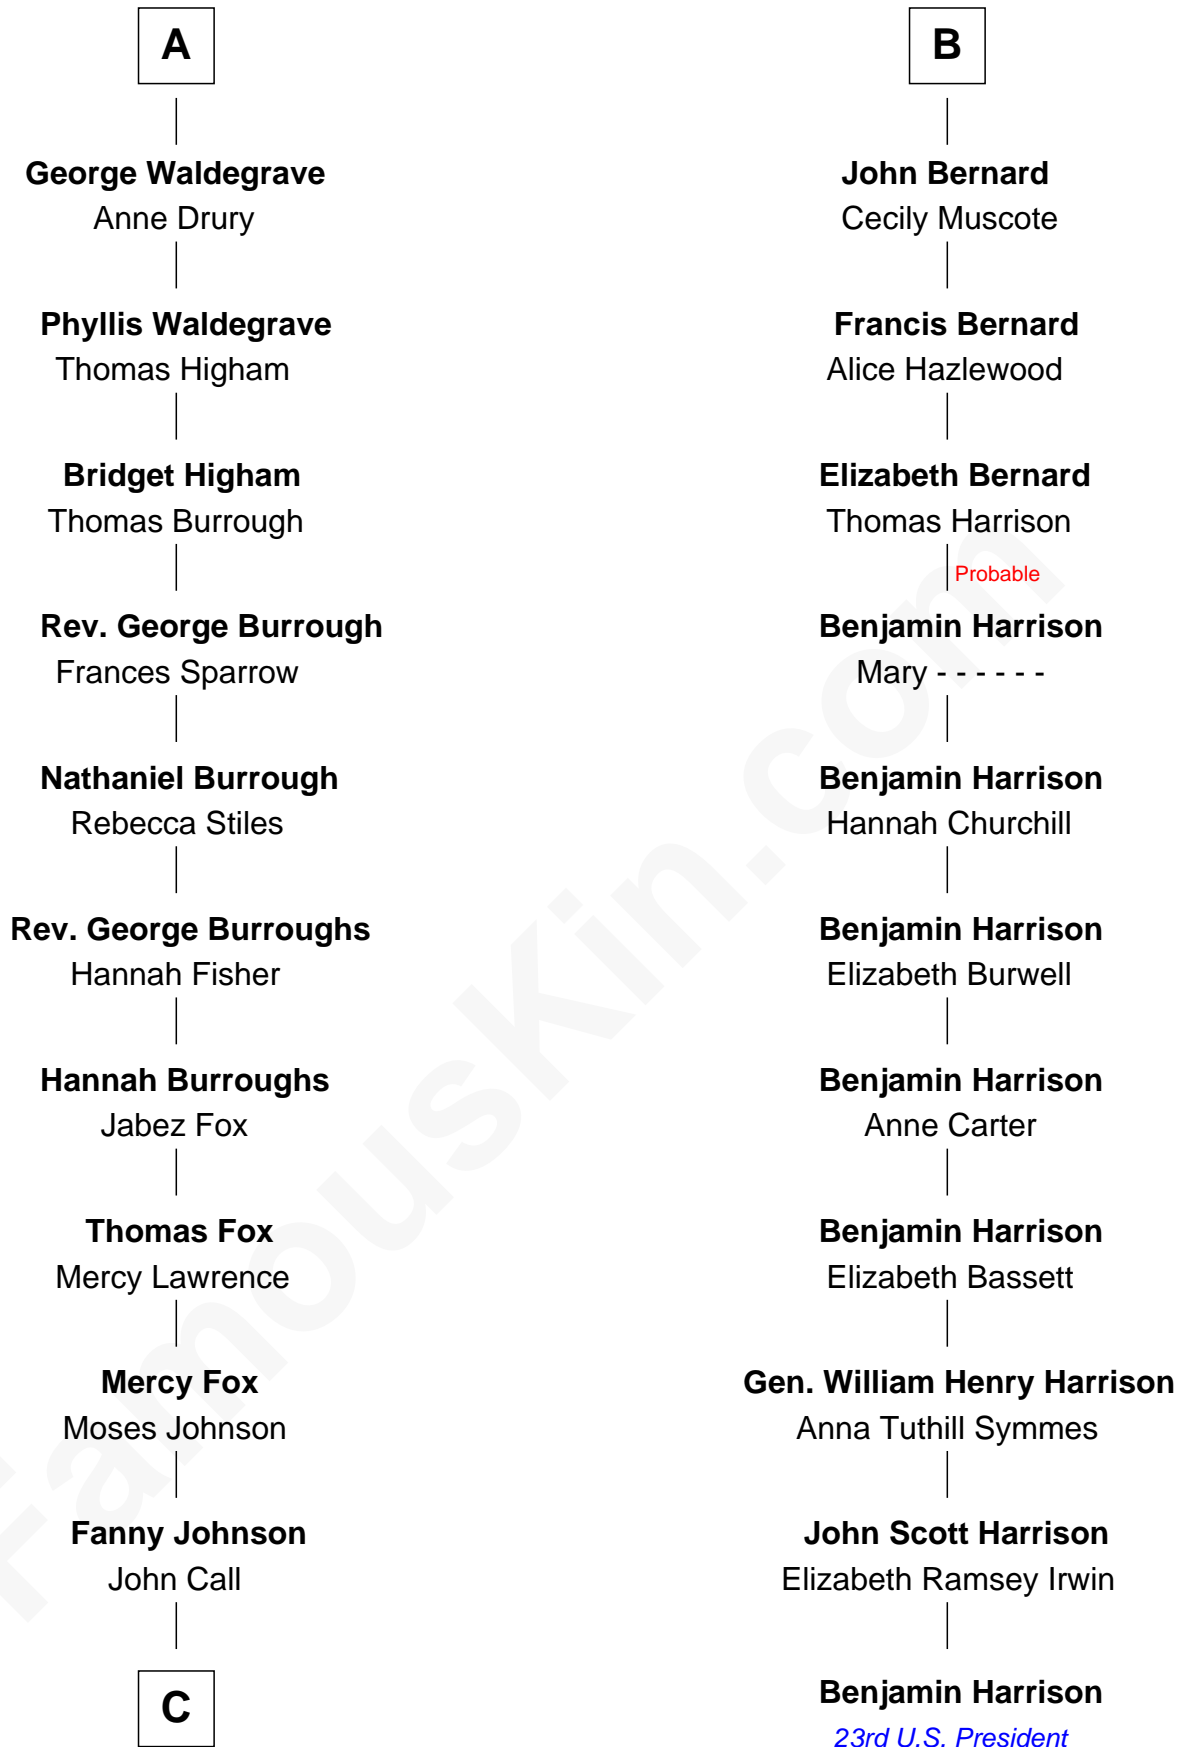 A
George Waldegrave
Anne Drury
Phyllis Waldegrave
Thomas Higham
Bridget Higham
Thomas Burrough
Rev. George Burrough
Frances Sparrow
Nathaniel Burrough
Rebecca Stiles
Rev. George Burroughs
Hannah Fisher
Hannah Burroughs
Jabez Fox
Thomas Fox
Mercy Lawrence
Mercy Fox
Moses Johnson
Fanny Johnson
John Call
C
B
John Bernard
Cecily Muscote
Francis Bernard
Alice Hazlewood
Elizabeth Bernard
Thomas Harrison
Probable
Benjamin Harrison
Mary - - - - - -
Benjamin Harrison
Hannah Churchill
Benjamin Harrison
Elizabeth Burwell
Benjamin Harrison
Anne Carter
Benjamin Harrison
Elizabeth Bassett
Gen. William Henry Harrison
Anna Tuthill Symmes
John Scott Harrison
Elizabeth Ramsey Irwin
Benjamin Harrison
23rd U.S. President
FamousKin.com